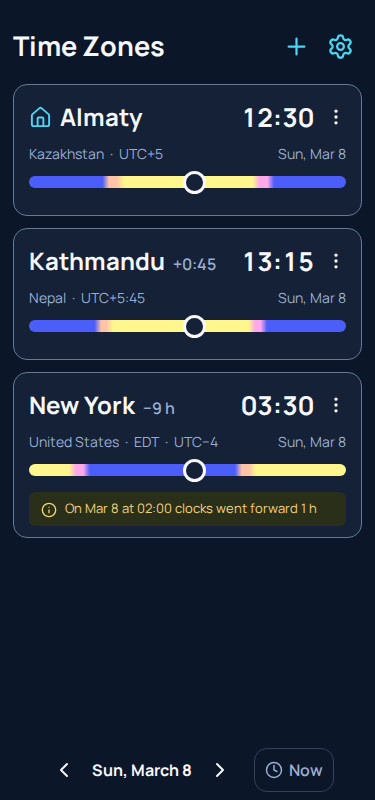 Time Zones
Almaty 12:30
Kazakhstan · UTC+5 Sun, Mar 8
Kathmandu +0:45 13:15
Nepal · UTC+5:45 Sun, Mar 8
New York −9 h 03:30
United States · EDT · UTC−4 Sun, Mar 8
On Mar 8 at 02:00 clocks went forward 1 h
Sun, March 8 Now